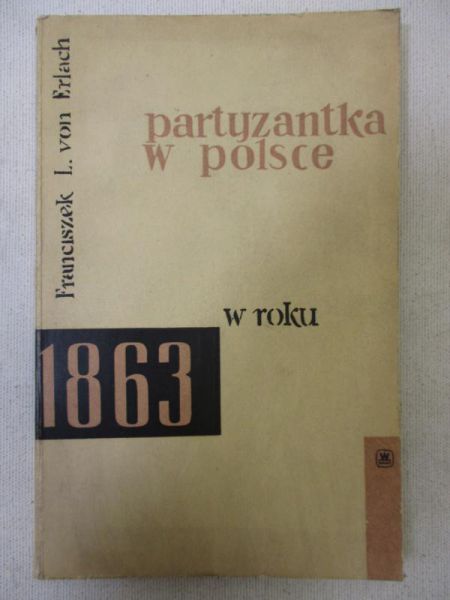 Franciszek L. von Erlach
partyzantka
w polsce
w roku
1863
W